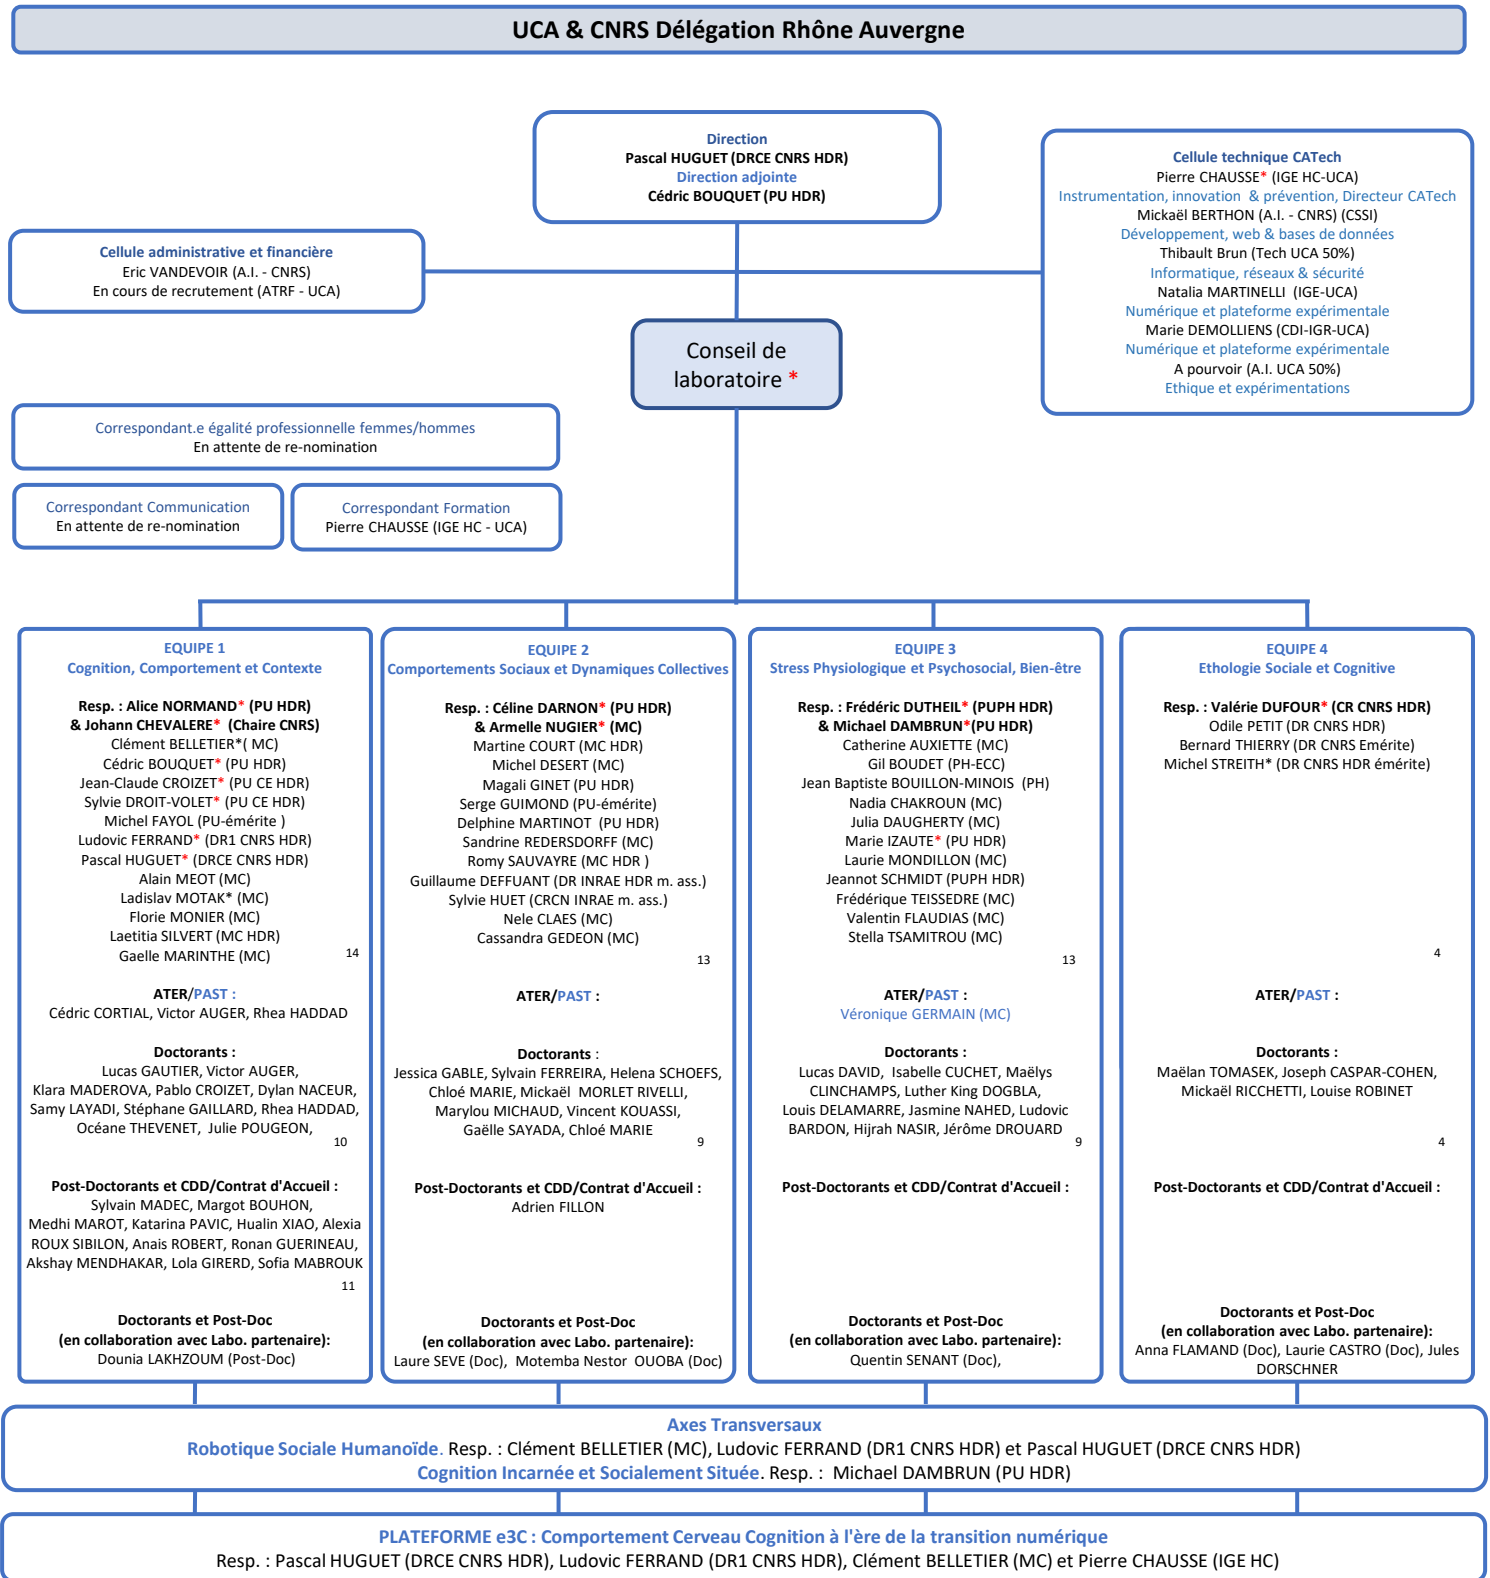 UCA & CNRS Délégation Rhône Auvergne
Direction
Pascal HUGUET (DRCE CNRS HDR)
Direction adjointe
Cédric BOUQUET (PU HDR)
Cellule technique CATech
Pierre CHAUSSE* (IGE HC-UCA)
Instrumentation, innovation & prévention, Directeur CATech
Mickaël BERTHON (A.I. - CNRS) (CSSI)
Développement, web & bases de données
Thibault Brun (Tech UCA 50%)
Informatique, réseaux & sécurité
Natalia MARTINELLI (IGE-UCA)
Numérique et plateforme expérimentale
Marie DEMOLLIENS (CDI-IGR-UCA)
Numérique et plateforme expérimentale
A pourvoir (A.I. UCA 50%)
Ethique et expérimentations
Cellule administrative et financière
Eric VANDEVOIR (A.I. - CNRS)
En cours de recrutement (ATRF - UCA)
Conseil de
laboratoire *
Correspondant.e égalité professionnelle femmes/hommes
En attente de re-nomination
Correspondant Communication
En attente de re-nomination
Correspondant Formation
Pierre CHAUSSE (IGE HC - UCA)
EQUIPE 1
Cognition, Comportement et Contexte
Resp. : Alice NORMAND* (PU HDR)
& Johann CHEVALERE* (Chaire CNRS)
Clément BELLETIER*( MC)
Cédric BOUQUET* (PU HDR)
Jean-Claude CROIZET* (PU CE HDR)
Sylvie DROIT-VOLET* (PU CE HDR)
Michel FAYOL (PU-émérite )
Ludovic FERRAND* (DR1 CNRS HDR)
Pascal HUGUET* (DRCE CNRS HDR)
Alain MEOT (MC)
Ladislav MOTAK* (MC)
Florie MONIER (MC)
Laetitia SILVERT (MC HDR)
Gaelle MARINTHE (MC)
14
ATER/PAST :
Cédric CORTIAL, Victor AUGER, Rhea HADDAD
Doctorants :
Lucas GAUTIER, Victor AUGER,
Klara MADEROVA, Pablo CROIZET, Dylan NACEUR,
Samy LAYADI, Stéphane GAILLARD, Rhea HADDAD,
Océane THEVENET, Julie POUGEON,
10
Post-Doctorants et CDD/Contrat d'Accueil :
Sylvain MADEC, Margot BOUHON,
Medhi MAROT, Katarina PAVIC, Hualin XIAO, Alexia
ROUX SIBILON, Anais ROBERT, Ronan GUERINEAU,
Akshay MENDHAKAR, Lola GIRERD, Sofia MABROUK
11
Doctorants et Post-Doc
(en collaboration avec Labo. partenaire):
Dounia LAKHZOUM (Post-Doc)
EQUIPE 2
Comportements Sociaux et Dynamiques Collectives
Resp. : Céline DARNON* (PU HDR)
& Armelle NUGIER* (MC)
Martine COURT (MC HDR)
Michel DESERT (MC)
Magali GINET (PU HDR)
Serge GUIMOND (PU-émérite)
Delphine MARTINOT (PU HDR)
Sandrine REDERSDORFF (MC)
Romy SAUVAYRE (MC HDR )
Guillaume DEFFUANT (DR INRAE HDR m. ass.)
Sylvie HUET (CRCN INRAE m. ass.)
Nele CLAES (MC)
Cassandra GEDEON (MC)
13
ATER/PAST :
Doctorants :
Jessica GABLE, Sylvain FERREIRA, Helena SCHOEFS,
Chloé MARIE, Mickaël MORLET RIVELLI,
Marylou MICHAUD, Vincent KOUASSI,
Gaëlle SAYADA, Chloé MARIE
9
Post-Doctorants et CDD/Contrat d'Accueil :
Adrien FILLON
Doctorants et Post-Doc
(en collaboration avec Labo. partenaire):
Laure SEVE (Doc), Motemba Nestor OUOBA (Doc)
EQUIPE 3
Stress Physiologique et Psychosocial, Bien-être
Resp. : Frédéric DUTHEIL* (PUPH HDR)
& Michael DAMBRUN*(PU HDR)
Catherine AUXIETTE (MC)
Gil BOUDET (PH-ECC)
Jean Baptiste BOUILLON-MINOIS (PH)
Nadia CHAKROUN (MC)
Julia DAUGHERTY (MC)
Marie IZAUTE* (PU HDR)
Laurie MONDILLON (MC)
Jeannot SCHMIDT (PUPH HDR)
Frédérique TEISSEDRE (MC)
Valentin FLAUDIAS (MC)
Stella TSAMITROU (MC)
13
ATER/PAST :
Véronique GERMAIN (MC)
Doctorants :
Lucas DAVID, Isabelle CUCHET, Maëlys
CLINCHAMPS, Luther King DOGBLA,
Louis DELAMARRE, Jasmine NAHED, Ludovic
BARDON, Hijrah NASIR, Jérôme DROUARD
9
Post-Doctorants et CDD/Contrat d'Accueil :
Doctorants et Post-Doc
(en collaboration avec Labo. partenaire):
Quentin SENANT (Doc),
EQUIPE 4
Ethologie Sociale et Cognitive
Resp. : Valérie DUFOUR* (CR CNRS HDR)
Odile PETIT (DR CNRS HDR)
Bernard THIERRY (DR CNRS Emérite)
Michel STREITH* (DR CNRS HDR émérite)
4
ATER/PAST :
Doctorants :
Maëlan TOMASEK, Joseph CASPAR-COHEN,
Mickaël RICCHETTI, Louise ROBINET
4
Post-Doctorants et CDD/Contrat d'Accueil :
Doctorants et Post-Doc
(en collaboration avec Labo. partenaire):
Anna FLAMAND (Doc), Laurie CASTRO (Doc), Jules
DORSCHNER
Axes Transversaux
Robotique Sociale Humanoïde. Resp. : Clément BELLETIER (MC), Ludovic FERRAND (DR1 CNRS HDR) et Pascal HUGUET (DRCE CNRS HDR)
Cognition Incarnée et Socialement Située. Resp. : Michael DAMBRUN (PU HDR)
PLATEFORME e3C : Comportement Cerveau Cognition à l'ère de la transition numérique
Resp. : Pascal HUGUET (DRCE CNRS HDR), Ludovic FERRAND (DR1 CNRS HDR), Clément BELLETIER (MC) et Pierre CHAUSSE (IGE HC)